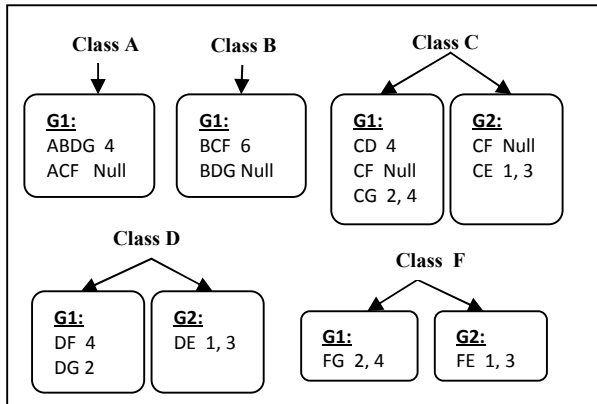 Class A
G1:
ABDG 4
ACF Null
Class B
G1:
BCF 6
BDG Null
Class C
G1:
CD 4
CF Null
CG 2, 4
G2:
CF Null
CE 1, 3
Class D
G1:
DF 4
DG 2
G2:
DE 1, 3
Class F
G1:
FG 2, 4
G2:
FE 1, 3